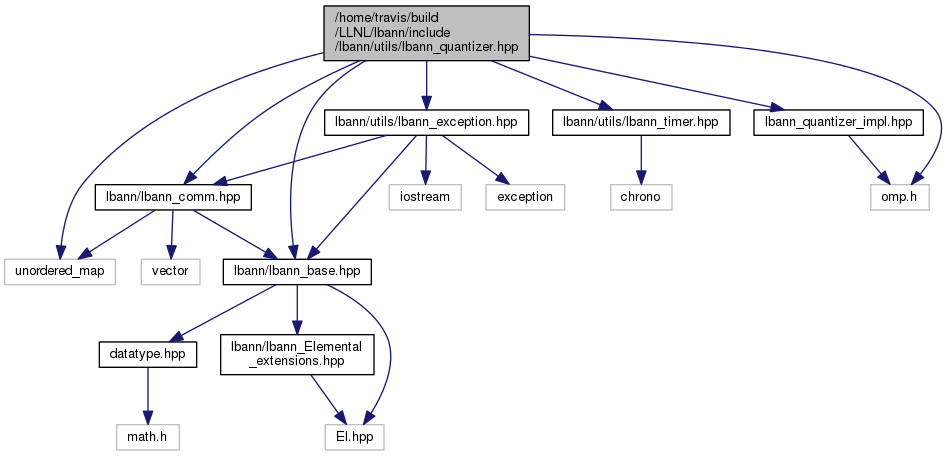 /home/travis/build
/LLNL/lbann/include
/lbann/utils/lbann_quantizer.hpp
lbann/utils/lbann_exception.hpp
lbann/utils/lbann_timer.hpp
lbann_quantizer_impl.hpp
lbann/lbann_comm.hpp
iostream
exception
chrono
omp.h
unordered_map
vector
lbann/lbann_base.hpp
datatype.hpp
lbann/lbann_Elemental
_extensions.hpp
math.h
El.hpp